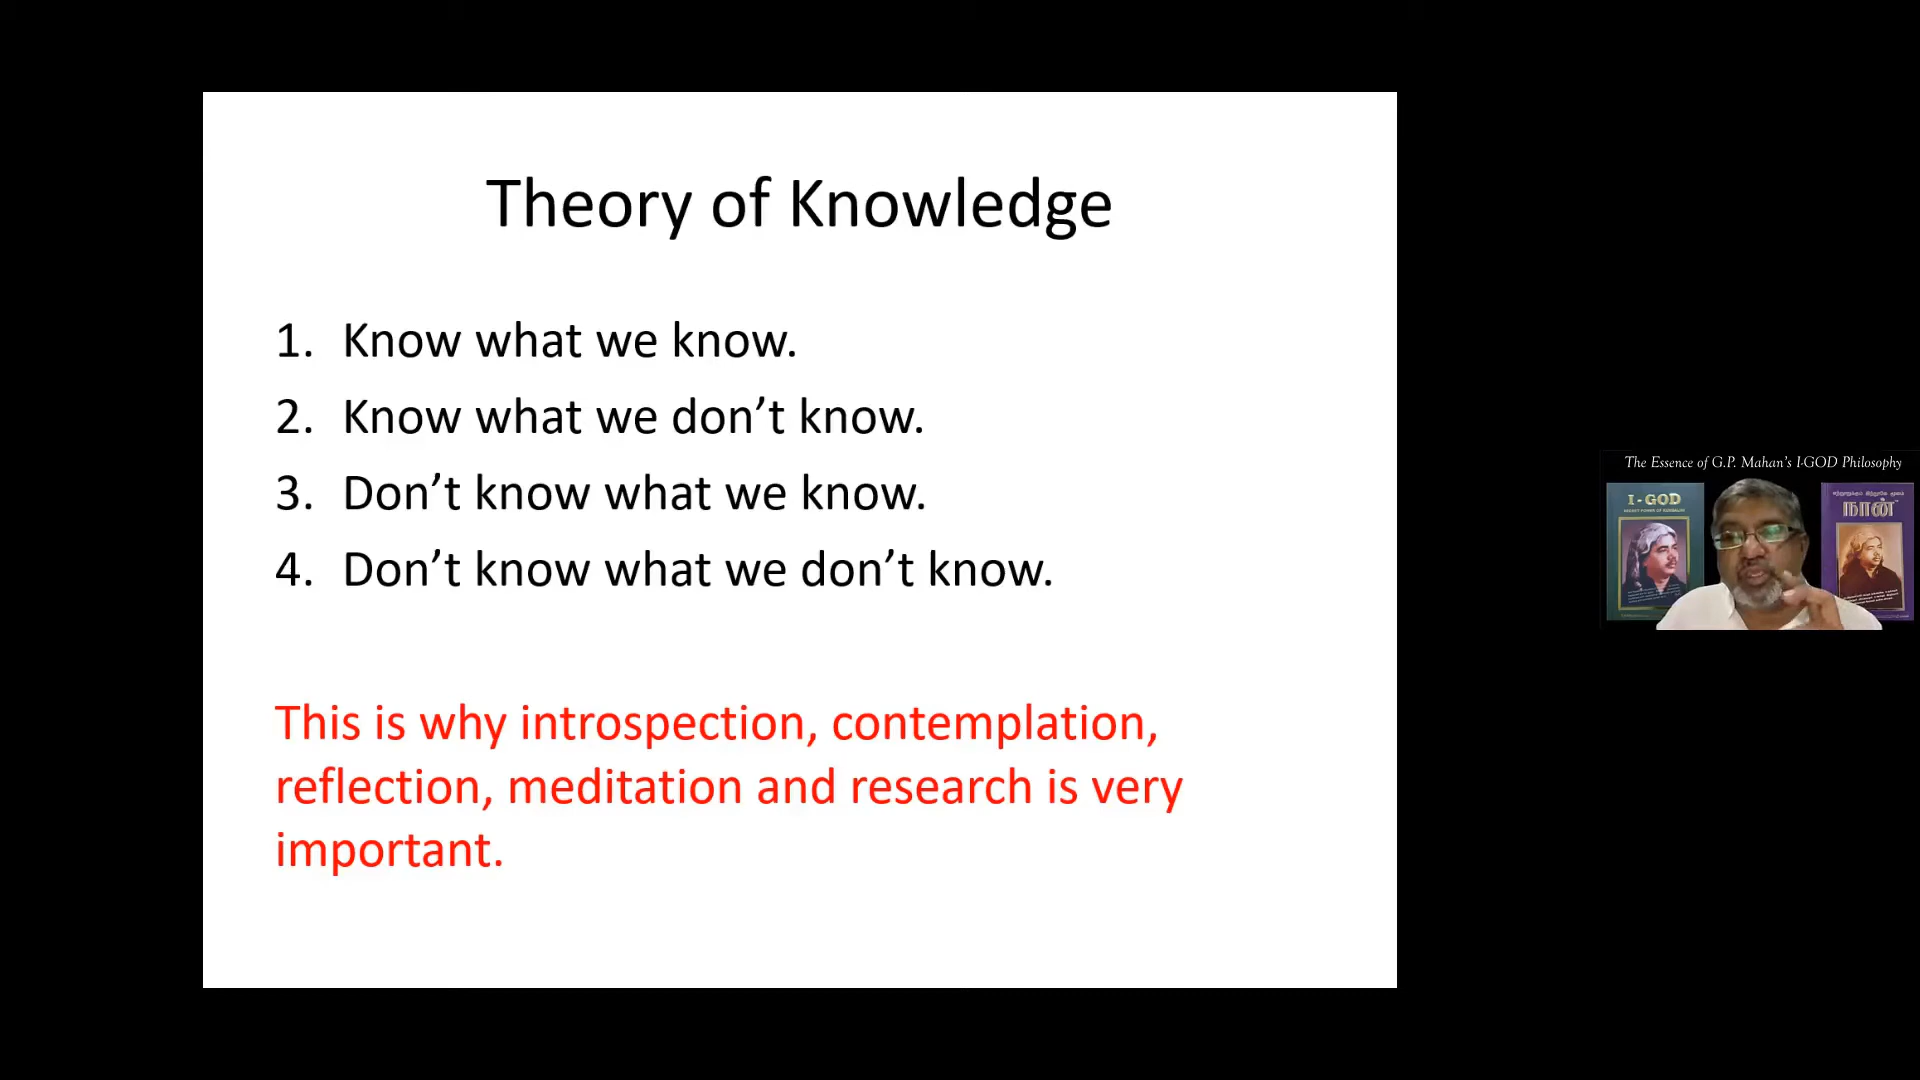 Theory of Knowledge
1. Know what we know.
2. Know what we don’t know.
3. Don’t know what we know.
4. Don’t know what we don’t know.
This is why introspection, contemplation,
reflection, meditation and research is very
important.
The Essence of G.P. Mahan’s I-GOD Philosophy
I-GOD
நான்